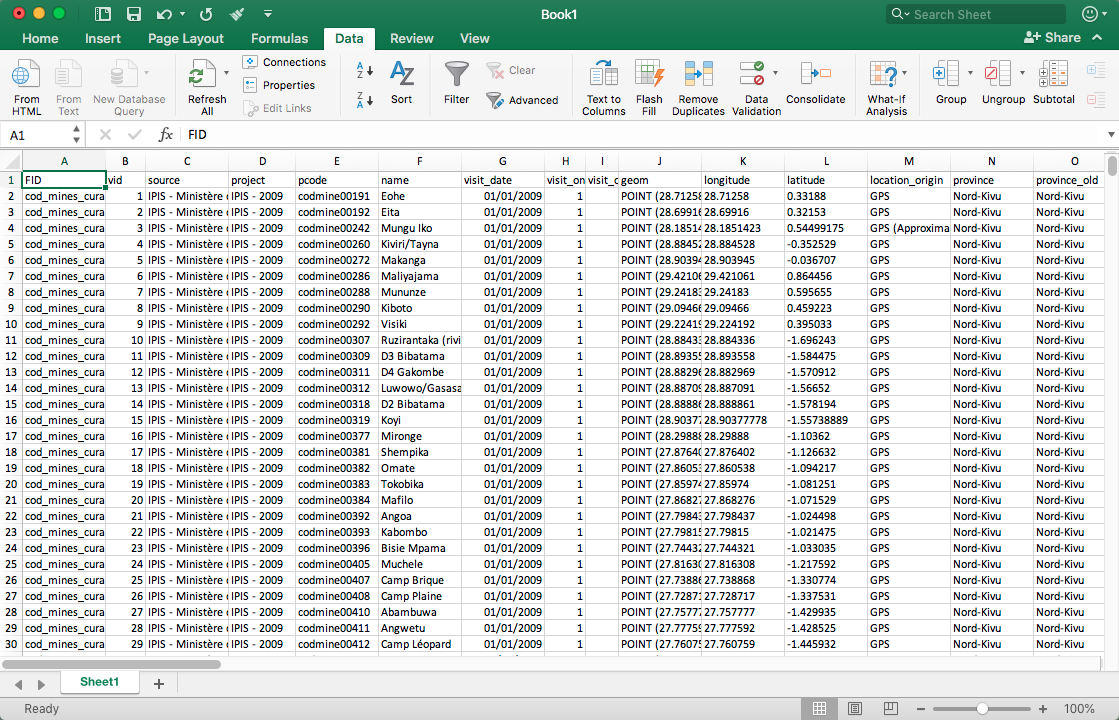 Book1
Search Sheet
Home Insert Page Layout Formulas Data Review View Share
From HTML From Text New Database Query Refresh All Connections Properties Edit Links A Z Z A Sort Filter Clear Advanced Text to Columns Flash Fill Remove Duplicates Data Validation Consolidate What-If Analysis Group Ungroup Subtotal
A1 fx FID
A B C D E F G H I J K L M N O
1 FID vid source project pcode name visit_date visit_on visit_c geom longitude latitude location_origin province province_old
2 cod_mines_cura 1 IPIS - Ministère IPIS - 2009 codmine00191 Eohe 01/01/2009 1 POINT (28.71258 28.71258 0.33188 GPS Nord-Kivu Nord-Kivu
3 cod_mines_cura 2 IPIS - Ministère IPIS - 2009 codmine00192 Eita 01/01/2009 1 POINT (28.69916 28.69916 0.32153 GPS Nord-Kivu Nord-Kivu
4 cod_mines_cura 3 IPIS - Ministère IPIS - 2009 codmine00242 Mungu Iko 01/01/2009 1 POINT (28.18514 28.1851423 0.54499175 GPS (Approxima Nord-Kivu Nord-Kivu
5 cod_mines_cura 4 IPIS - Ministère IPIS - 2009 codmine00260 Kiviri/Tayna 01/01/2009 1 POINT (28.88452 28.884528 -0.352529 GPS Nord-Kivu Nord-Kivu
6 cod_mines_cura 5 IPIS - Ministère IPIS - 2009 codmine00272 Makanga 01/01/2009 1 POINT (28.90394 28.903945 -0.036707 GPS Nord-Kivu Nord-Kivu
7 cod_mines_cura 6 IPIS - Ministère IPIS - 2009 codmine00286 Maliyajama 01/01/2009 1 POINT (29.42106 29.421061 0.864456 GPS Nord-Kivu Nord-Kivu
8 cod_mines_cura 7 IPIS - Ministère IPIS - 2009 codmine00288 Mununze 01/01/2009 1 POINT (29.24183 29.24183 0.595655 GPS Nord-Kivu Nord-Kivu
9 cod_mines_cura 8 IPIS - Ministère IPIS - 2009 codmine00290 Kiboto 01/01/2009 1 POINT (29.09466 29.09466 0.459223 GPS Nord-Kivu Nord-Kivu
10 cod_mines_cura 9 IPIS - Ministère IPIS - 2009 codmine00292 Visiki 01/01/2009 1 POINT (29.22419 29.224192 0.395033 GPS Nord-Kivu Nord-Kivu
11 cod_mines_cura 10 IPIS - Ministère IPIS - 2009 codmine00307 Ruzirantaka (rivi 01/01/2009 1 POINT (28.88433 28.884336 -1.696243 GPS Nord-Kivu Nord-Kivu
12 cod_mines_cura 11 IPIS - Ministère IPIS - 2009 codmine00309 D3 Bibatama 01/01/2009 1 POINT (28.89355 28.893558 -1.584475 GPS Nord-Kivu Nord-Kivu
13 cod_mines_cura 12 IPIS - Ministère IPIS - 2009 codmine00311 D4 Gakombe 01/01/2009 1 POINT (28.88296 28.882969 -1.570912 GPS Nord-Kivu Nord-Kivu
14 cod_mines_cura 13 IPIS - Ministère IPIS - 2009 codmine00312 Luwowo/Gasasa 01/01/2009 1 POINT (28.88709 28.887091 -1.56652 GPS Nord-Kivu Nord-Kivu
15 cod_mines_cura 14 IPIS - Ministère IPIS - 2009 codmine00318 D2 Bibatama 01/01/2009 1 POINT (28.88886 28.888861 -1.578194 GPS Nord-Kivu Nord-Kivu
16 cod_mines_cura 15 IPIS - Ministère IPIS - 2009 codmine00319 Koyi 01/01/2009 1 POINT (28.90377 28.90377778 -1.55738889 GPS Nord-Kivu Nord-Kivu
17 cod_mines_cura 16 IPIS - Ministère IPIS - 2009 codmine00377 Mironge 01/01/2009 1 POINT (28.29888 28.29888 -1.10362 GPS Nord-Kivu Nord-Kivu
18 cod_mines_cura 17 IPIS - Ministère IPIS - 2009 codmine00381 Shempika 01/01/2009 1 POINT (27.87640 27.876402 -1.126632 GPS Nord-Kivu Nord-Kivu
19 cod_mines_cura 18 IPIS - Ministère IPIS - 2009 codmine00382 Omate 01/01/2009 1 POINT (27.86053 27.860538 -1.094217 GPS Nord-Kivu Nord-Kivu
20 cod_mines_cura 19 IPIS - Ministère IPIS - 2009 codmine00383 Tokobika 01/01/2009 1 POINT (27.85974 27.85974 -1.081251 GPS Nord-Kivu Nord-Kivu
21 cod_mines_cura 20 IPIS - Ministère IPIS - 2009 codmine00384 Mafilo 01/01/2009 1 POINT (27.86827 27.868276 -1.071529 GPS Nord-Kivu Nord-Kivu
22 cod_mines_cura 21 IPIS - Ministère IPIS - 2009 codmine00392 Angoa 01/01/2009 1 POINT (27.79843 27.798437 -1.024498 GPS Nord-Kivu Nord-Kivu
23 cod_mines_cura 22 IPIS - Ministère IPIS - 2009 codmine00393 Kabombo 01/01/2009 1 POINT (27.79815 27.79815 -1.021475 GPS Nord-Kivu Nord-Kivu
24 cod_mines_cura 23 IPIS - Ministère IPIS - 2009 codmine00396 Bisie Mpama 01/01/2009 1 POINT (27.74432 27.744321 -1.033035 GPS Nord-Kivu Nord-Kivu
25 cod_mines_cura 24 IPIS - Ministère IPIS - 2009 codmine00405 Muchele 01/01/2009 1 POINT (27.81630 27.816308 -1.217592 GPS Nord-Kivu Nord-Kivu
26 cod_mines_cura 25 IPIS - Ministère IPIS - 2009 codmine00407 Camp Brique 01/01/2009 1 POINT (27.73886 27.738868 -1.330774 GPS Nord-Kivu Nord-Kivu
27 cod_mines_cura 26 IPIS - Ministère IPIS - 2009 codmine00408 Camp Plaine 01/01/2009 1 POINT (27.72871 27.728717 -1.337531 GPS Nord-Kivu Nord-Kivu
28 cod_mines_cura 27 IPIS - Ministère IPIS - 2009 codmine00410 Abambuwa 01/01/2009 1 POINT (27.75777 27.757777 -1.429935 GPS Nord-Kivu Nord-Kivu
29 cod_mines_cura 28 IPIS - Ministère IPIS - 2009 codmine00411 Angwetu 01/01/2009 1 POINT (27.77759 27.777592 -1.428525 GPS Nord-Kivu Nord-Kivu
30 cod_mines_cura 29 IPIS - Ministère IPIS - 2009 codmine00412 Camp Léopard 01/01/2009 1 POINT (27.76075 27.760759 -1.445932 GPS Nord-Kivu Nord-Kivu
Sheet1
Ready 100%